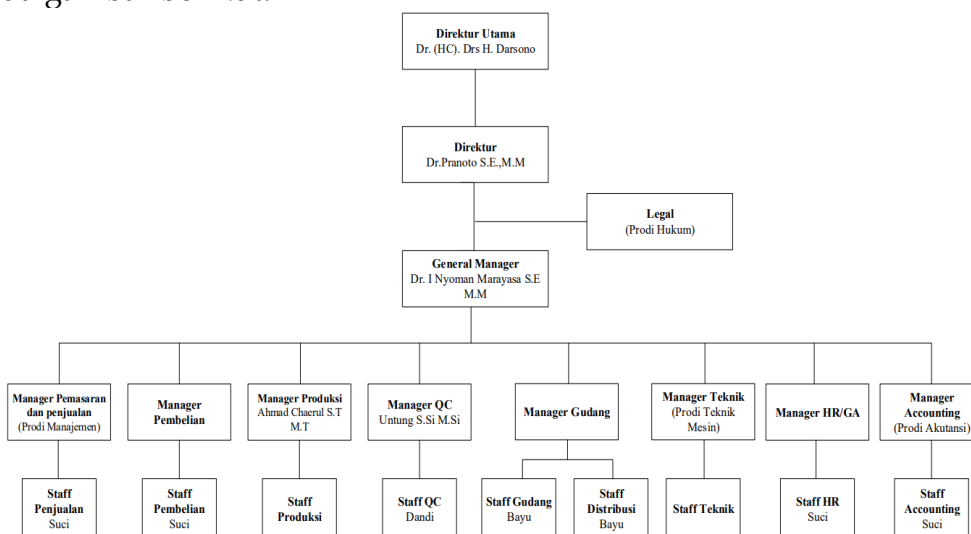 Direktur Utama
Dr. (HC). Drs H. Darsono
Direktur
Dr.Pranoto S.E.,M.M
Legal
(Prodi Hukum)
General Manager
Dr. I Nyoman Marayasa S.E
M.M
Manager Pemasaran
dan penjualan
(Prodi Manajemen)
Manager
Pembelian
Manager Produksi
Ahmad Chaerul S.T
M.T
Manager QC
Untung S.Si M.Si
Manager Gudang
Manager Teknik
(Prodi Teknik
Mesin)
Manager HR/GA
Manager
Accounting
(Prodi Akutansi)
Staff
Penjualan
Suci
Staff
Pembelian
Suci
Staff
Produksi
Staff QC
Dandi
Staff Gudang
Bayu
Staff
Distribusi
Bayu
Staff Teknik
Staff HR
Suci
Staff
Accounting
Suci